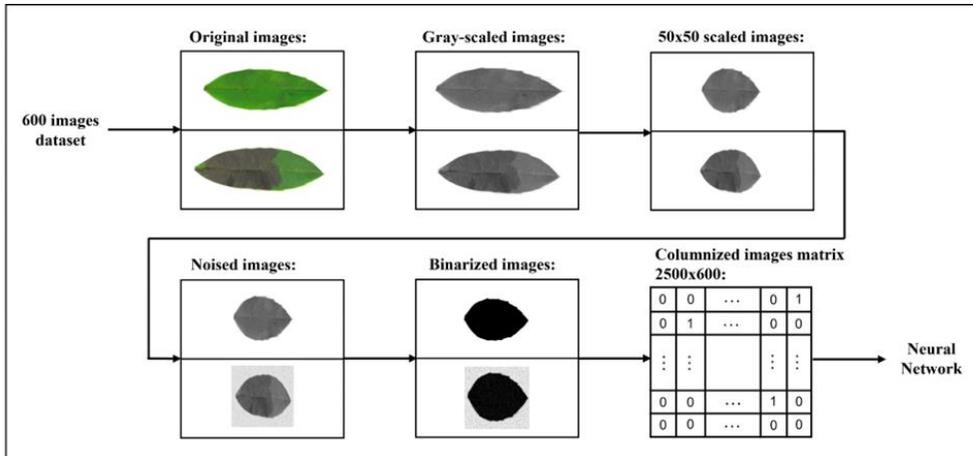 Original images:
Gray-scaled images:
50x50 scaled images:
600 images
dataset
Noised images:
Binarized images:
Columnized images matrix
2500x600:
0 0 ... 0 1
0 1 ... 0 0
⋮ ⋮ ⋮ ⋮
0 0 ... 1 0
0 0 ... 0 0
Neural
Network